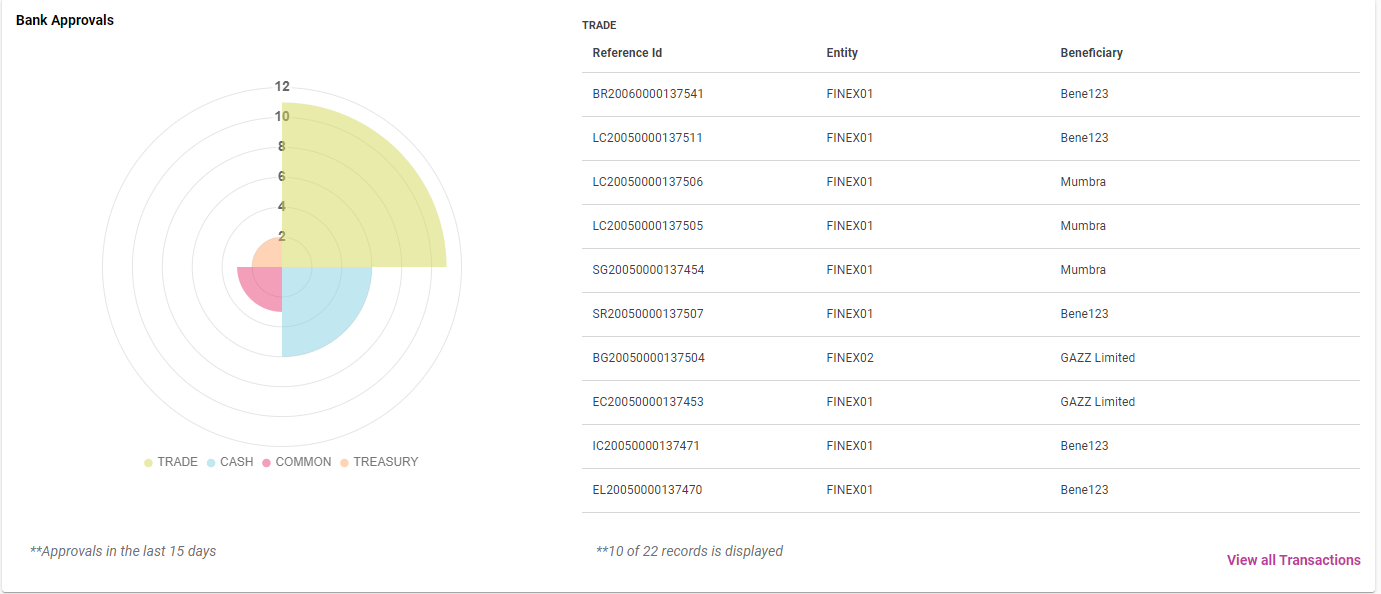 Bank Approvals
12
10
8
6
4
2
TRADE CASH COMMON TREASURY
**Approvals in the last 15 days
TRADE
Reference Id Entity Beneficiary
BR20060000137541 FINEX01 Bene123
LC20050000137511 FINEX01 Bene123
LC20050000137506 FINEX01 Mumbra
LC20050000137505 FINEX01 Mumbra
SG20050000137454 FINEX01 Mumbra
SR20050000137507 FINEX01 Bene123
BG20050000137504 FINEX02 GAZZ Limited
EC20050000137453 FINEX01 GAZZ Limited
IC20050000137471 FINEX01 Bene123
EL20050000137470 FINEX01 Bene123
**10 of 22 records is displayed
View all Transactions